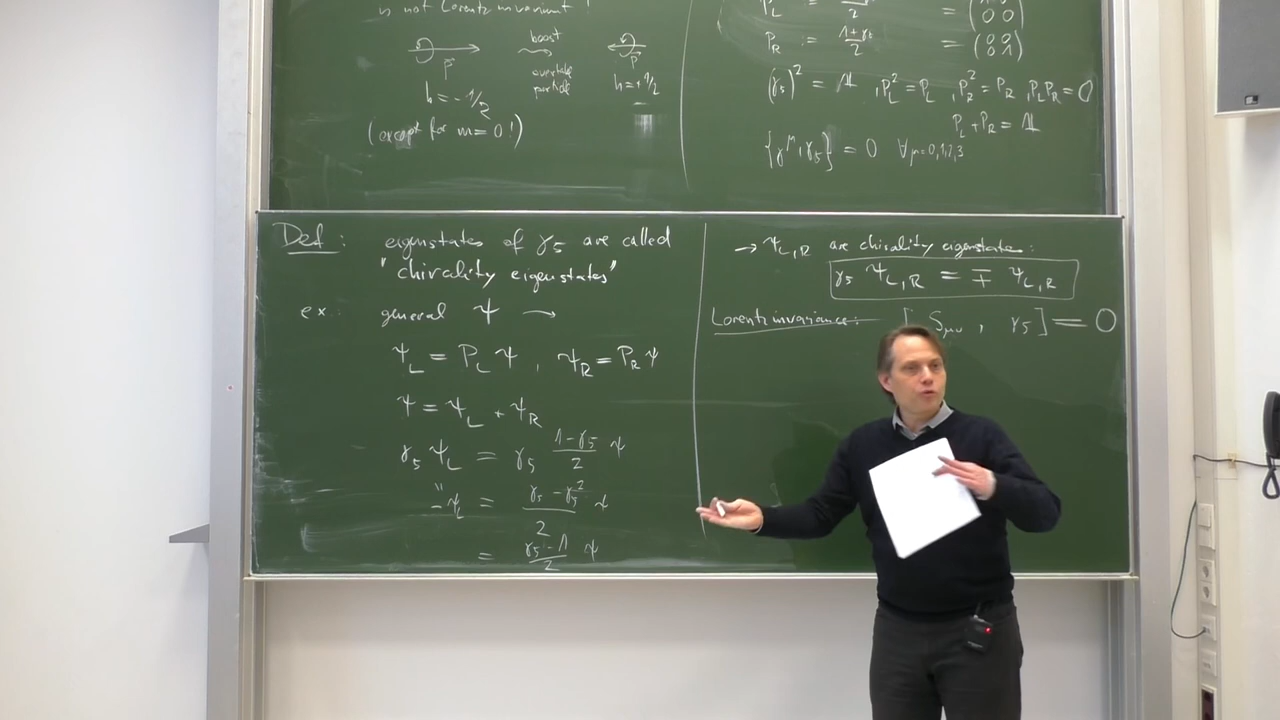 is not Lorentz invariant!
p⃗ boost p⃗
overtake particle
h = -1/2 h = +1/2
(except for m = 0!)
P_L = /2 = ( 0 0 )
P_R := (1+γ₅)/2 = (0 0 0 1)
(γ₅)² = 𝟙 , P_L² = P_L , P_R² = P_R , P_L P_R = 0
P_L + P_R = 𝟙
{γ^μ, γ₅} = 0 ∀ μ=0,1,2,3
Def: eigenstates of γ₅ are called
"chirality eigenstates"
ex: general ψ →
ψ_L = P_L ψ , ψ_R = P_R ψ
ψ = ψ_L + ψ_R
γ₅ ψ_L = γ₅ (1-γ₅)/2 ψ
" -ψ_L = (γ₅ - γ₅²)/2 ψ
= (γ₅ - 𝟙)/2 ψ
→ ψ_L,R are chirality eigenstates:
γ₅ ψ_L,R = ∓ ψ_L,R
Lorentz invariance: [ S_μν , γ₅ ] = 0